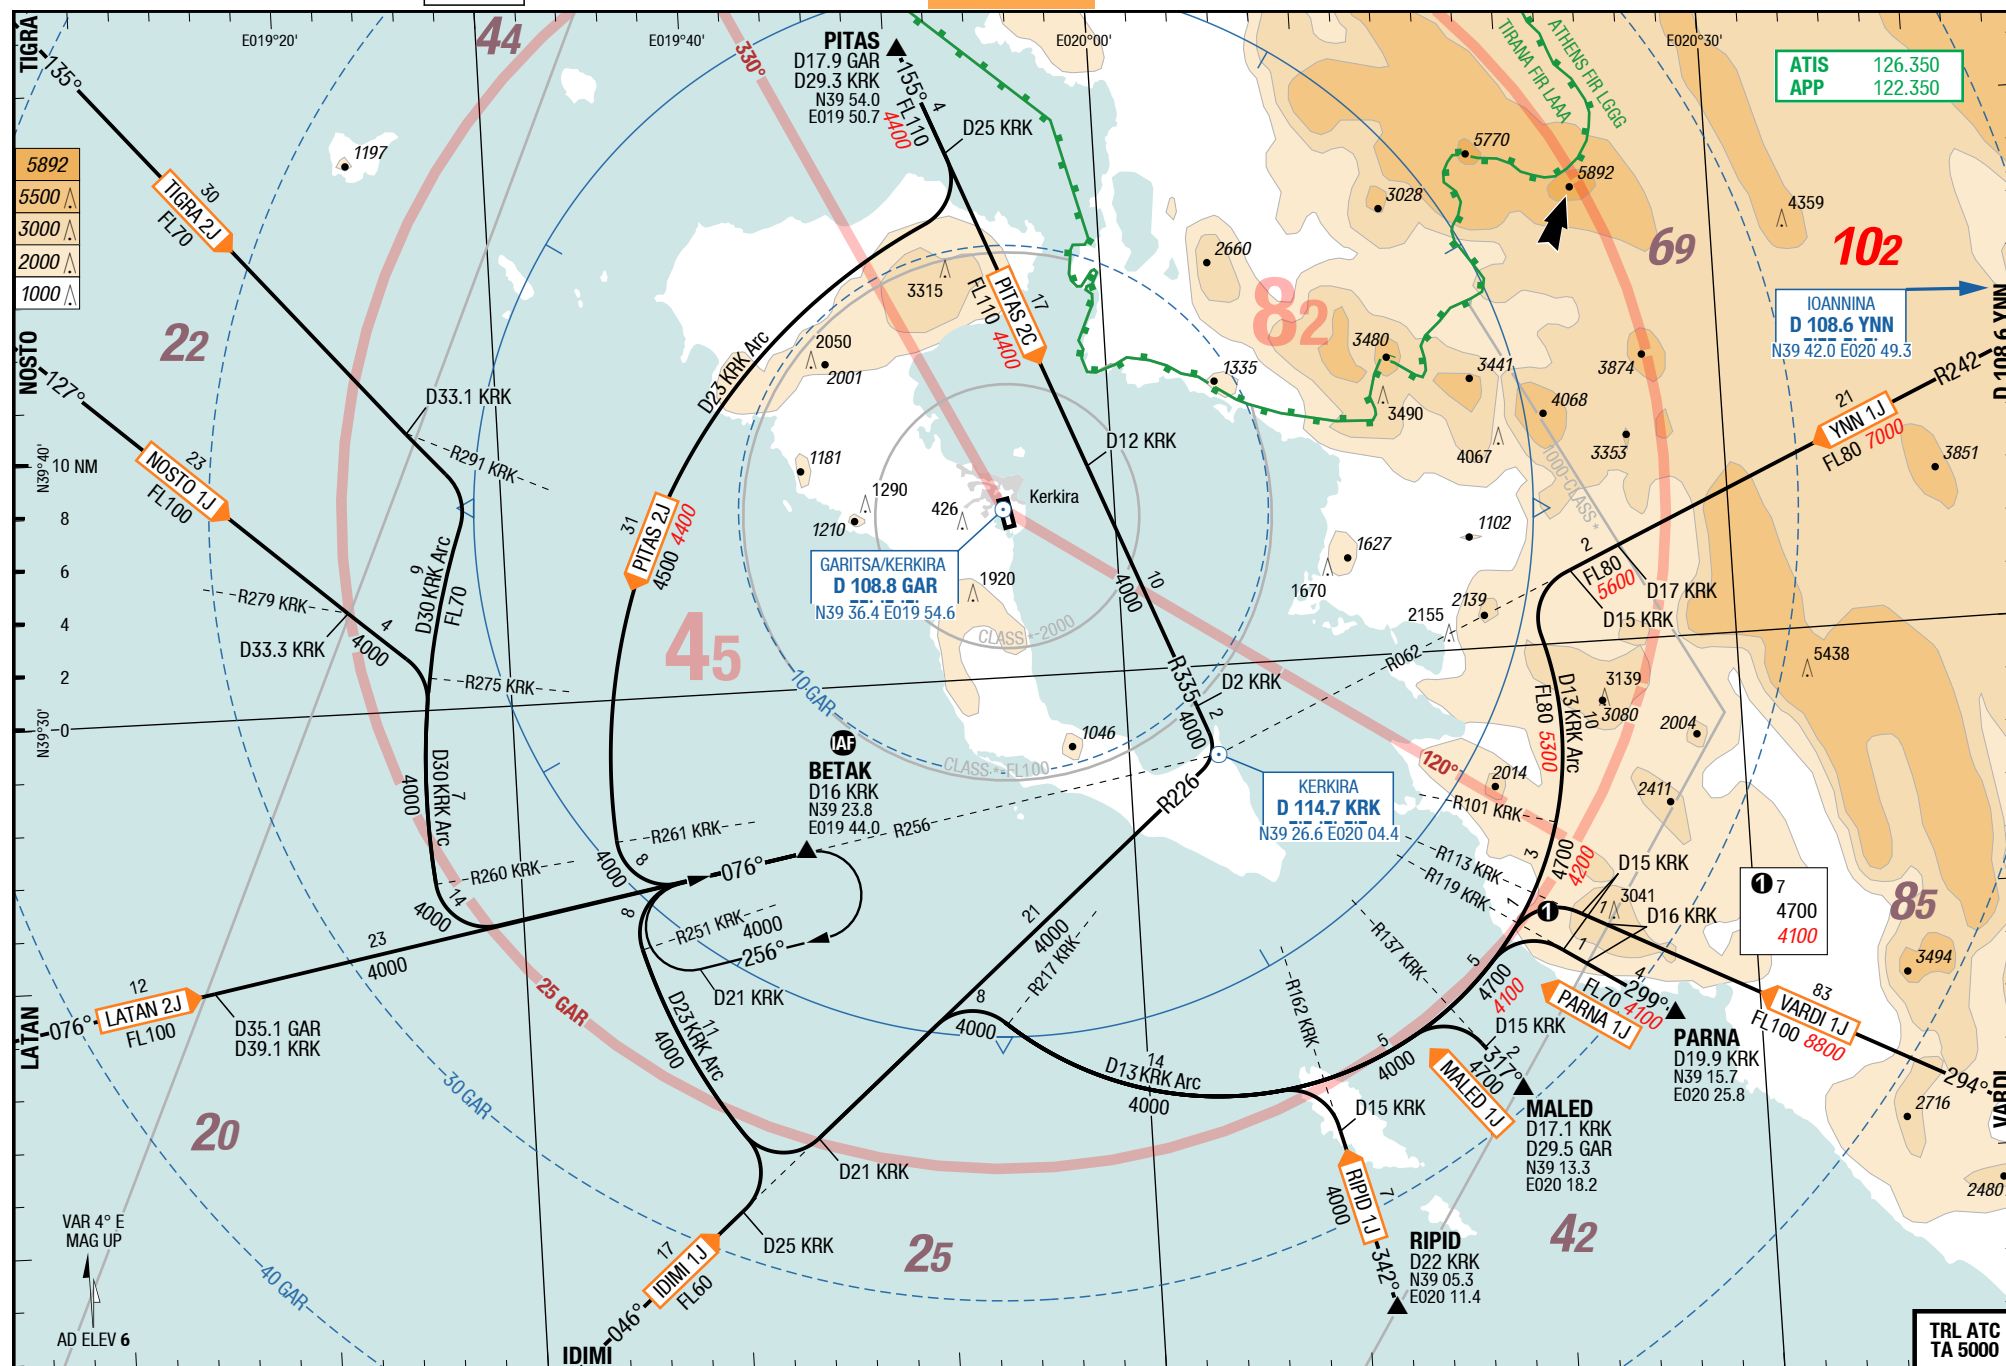 TIGRA
135°
E019°20'
44
E019°40'
330°
PITAS
D17.9 GAR
D29.3 KRK
N39 54.0
E019 50.7
155°
4
FL110
4400
D25 KRK
E020°00'
TIRANA FIR LAAA
ATHENS FIR LGGG
E020°30'
ATIS 126.350
APP 122.350
5892
5500
3000
2000
1000
1197
30
TIGRA 2J
FL70
5770
5892
3028
4359
69
102
2660
82
3315
PITAS 2C
17
FL110 4400
IOANNINA
D 108.6 YNN
N39 42.0 E020 49.3
D 108.6 YNN
22
NOSTO
127°
2050
2001
D23 KRK Arc
1335
3480
3490
3441
3874
4068
4067
3353
R242
21
YNN 1J
FL80 7000
3851
D33.1 KRK
R291 KRK
N39°40'
10 NM
8
6
4
2
0
N39°30'
23
NOSTO 1J
FL100
1181
1290
1210
426
Kerkira
D12 KRK
1000-CLASS *
31
PITAS 2J
4500 4400
GARITSA/KERKIRA
D 108.8 GAR
N39 36.4 E019 54.6
1920
CLASS *-2000
10
4000
1627
1670
1102
2139
2155
2
FL80
5600
D17 KRK
D15 KRK
9
D30 KRK Arc
FL70
R279 KRK
D33.3 KRK
4
4000
R275 KRK
45
10 GAR
R335
D2 KRK
2
4000
R062
5438
3139
3080
2004
D13 KRK Arc
10
FL80 5300
1046
CLASS *-FL100
120°
2014
2411
R101 KRK
KERKIRA
D 114.7 KRK
N39 26.6 E020 04.4
R226
IAF
BETAK
D16 KRK
N39 23.8
E019 44.0
R256
D30 KRK Arc
7
4000
R261 KRK
R260 KRK
8
4000
076°
14
4000
8
R251 KRK
4000
256°
D21 KRK
23
4000
12
LATAN 2J
FL100
076°
LATAN
D35.1 GAR
D39.1 KRK
25 GAR
30 GAR
40 GAR
D23 KRK Arc
11
4000
21
4000
R217 KRK
8
4000
14
D13 KRK Arc
4000
R162 KRK
R137 KRK
R119 KRK
R113 KRK
3
4700
4200
1
1
D15 KRK
3041
1
D16 KRK
1
1 7
4700
4100
85
3494
5
4700
4100
4
FL70 4100
299°
PARNA 1J
PARNA
D19.9 KRK
N39 15.7
E020 25.8
83
VARDI 1J
FL100 8800
294°
VARDI
2716
2480
5
4000
D15 KRK
2
317°
4700
MALED 1J
MALED
D17.1 KRK
D29.5 GAR
N39 13.3
E020 18.2
D15 KRK
RIPID 1J
7
4000
342°
RIPID
D22 KRK
N39 05.3
E020 11.4
42
20
25
D21 KRK
D25 KRK
17
IDIMI 1J
FL60
046°
IDIMI
VAR 4° E
MAG UP
AD ELEV 6
TRL ATC
TA 5000